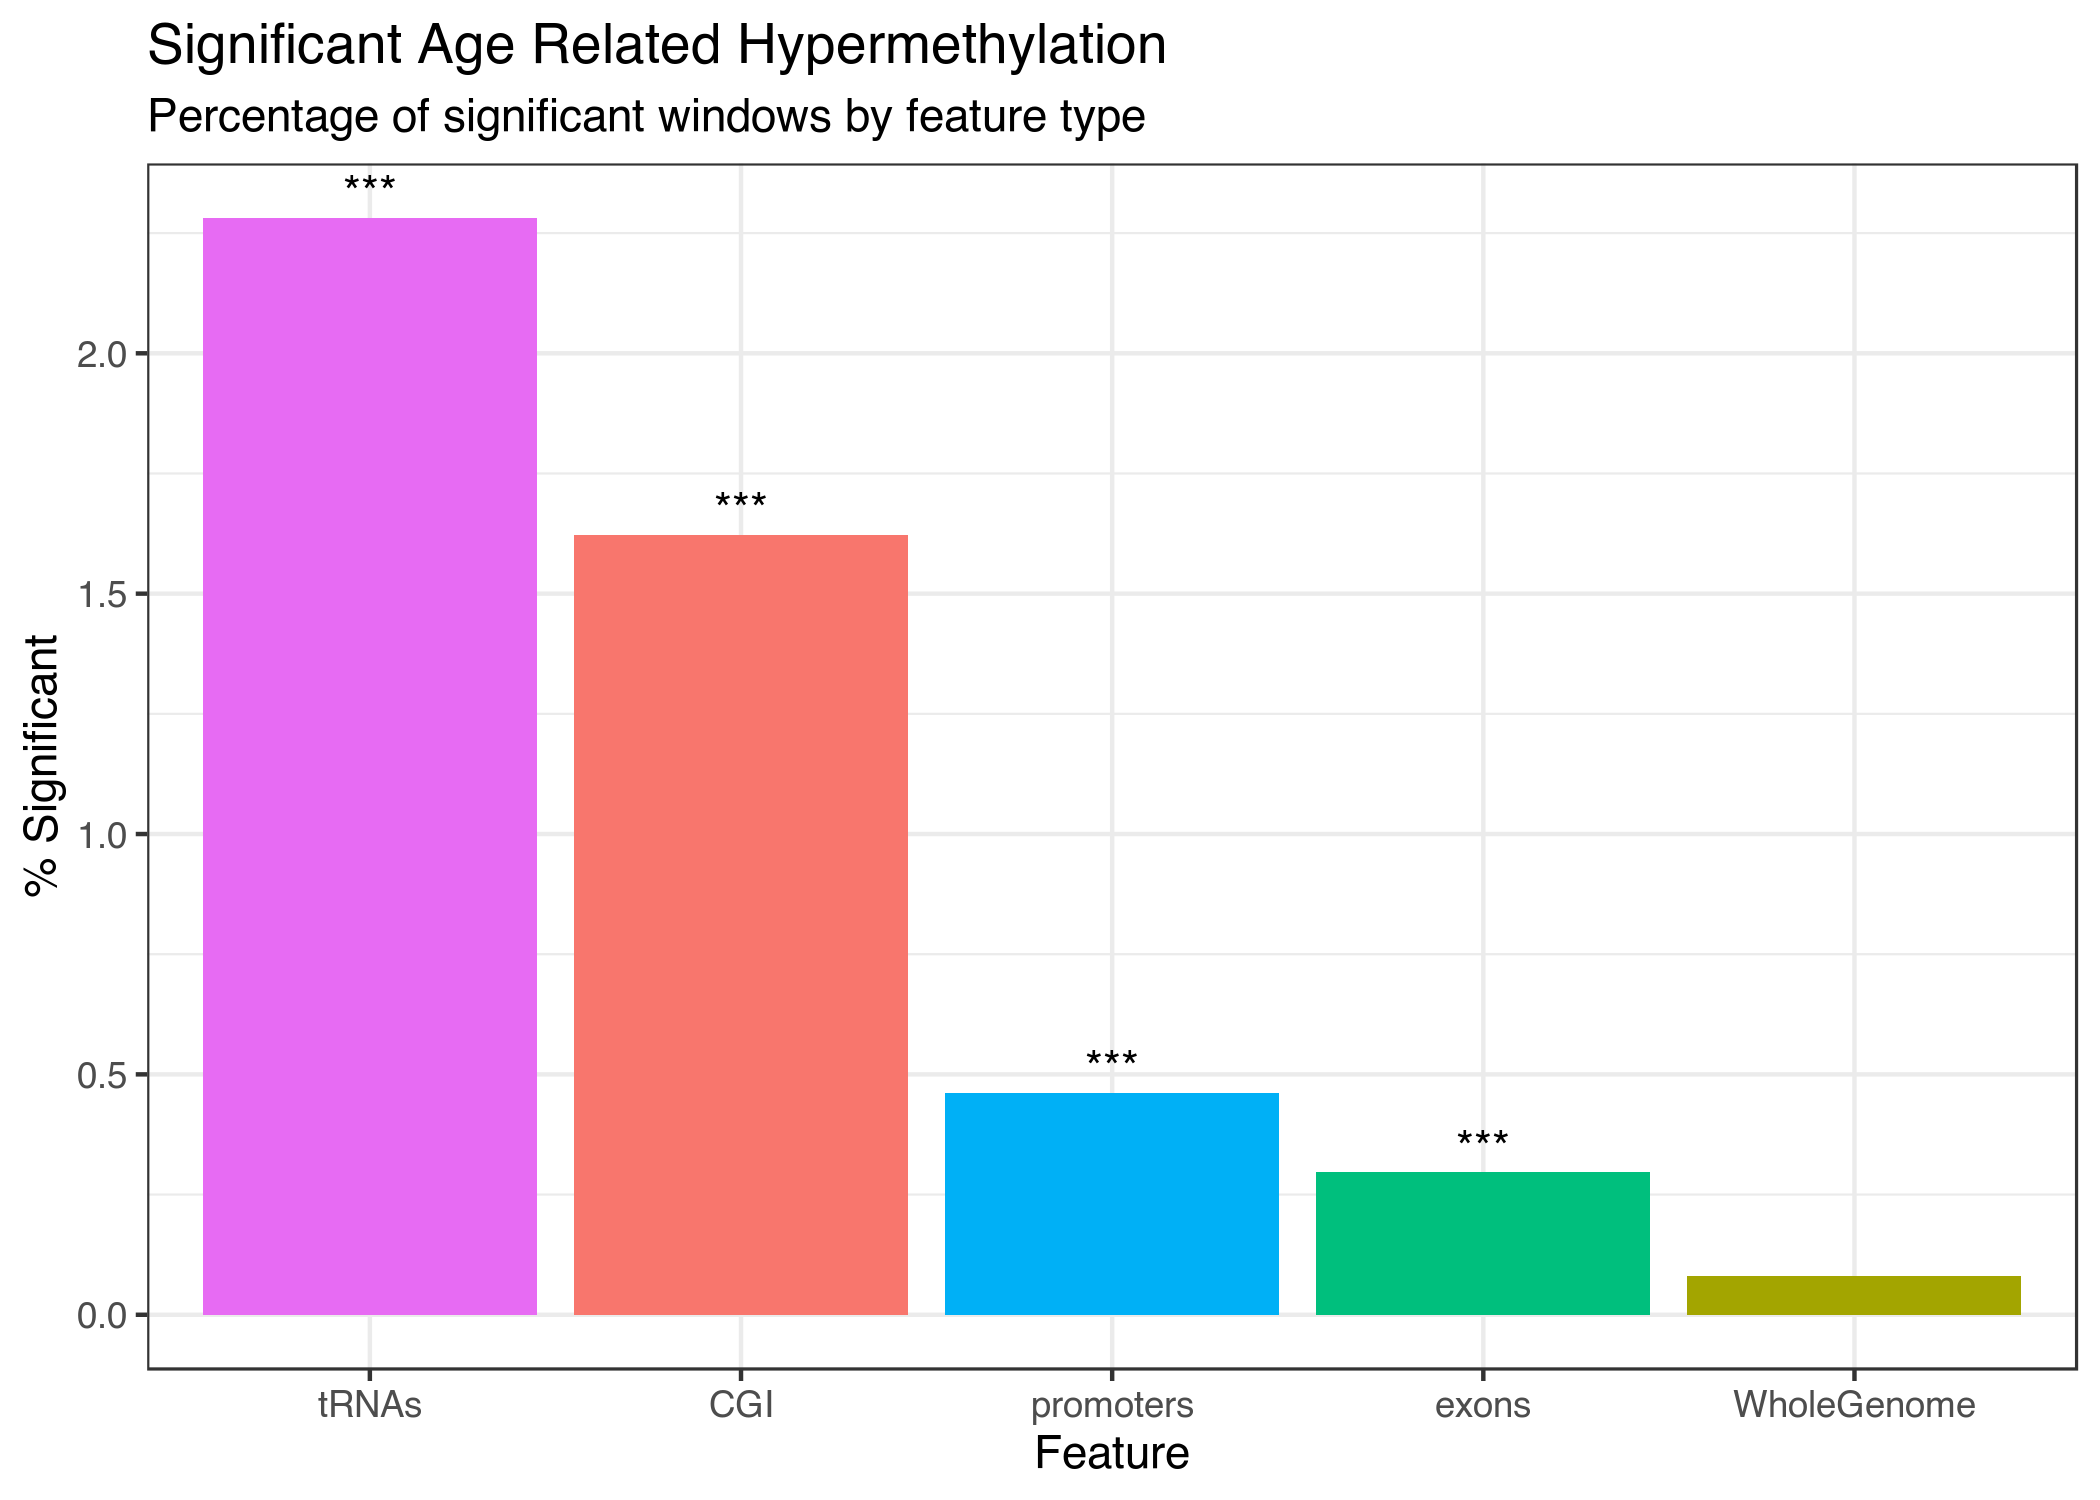 Significant Age Related Hypermethylation
Percentage of significant windows by feature type
% Significant
2.0
1.5
1.0
0.5
0.0
***
***
***
***
tRNAs CGI promoters exons WholeGenome
Feature